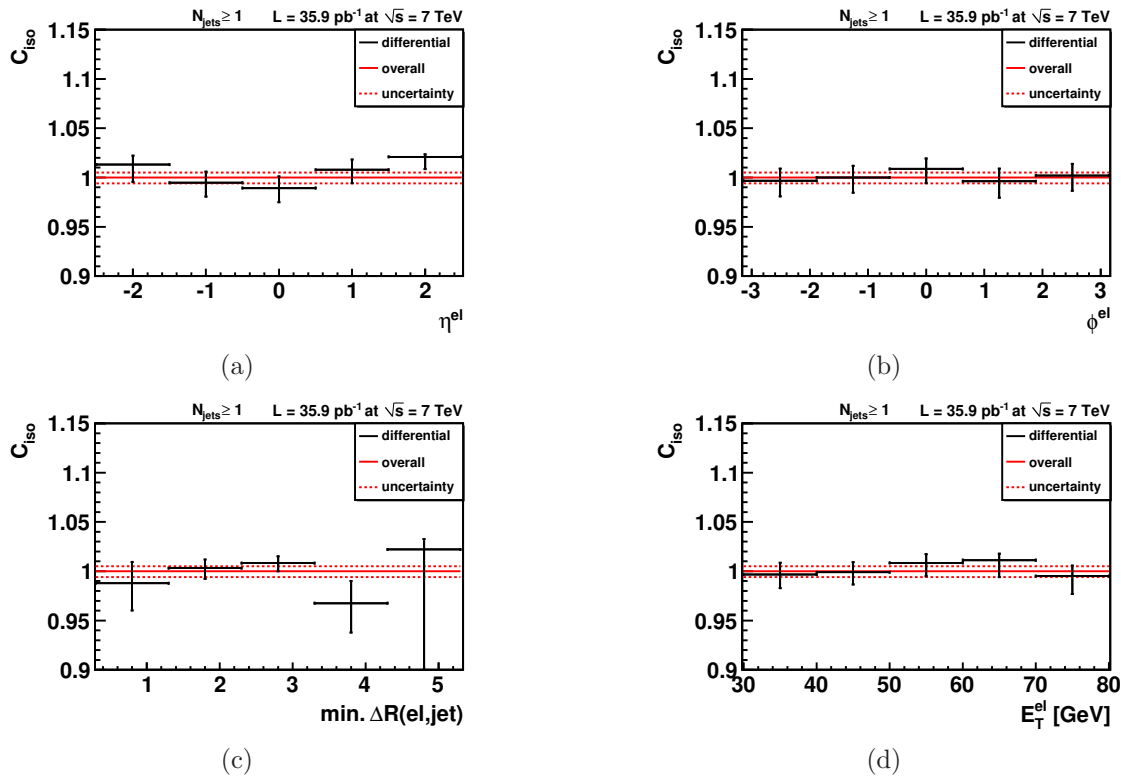 N_jets ≥ 1 L = 35.9 pb⁻¹ at √s = 7 TeV
C_iso
1.15
1.1
1.05
1
0.95
0.9
differential
overall
uncertainty
-2 -1 0 1 2
η^el
(a)
N_jets ≥ 1 L = 35.9 pb⁻¹ at √s = 7 TeV
C_iso
1.15
1.1
1.05
1
0.95
0.9
differential
overall
uncertainty
-3 -2 -1 0 1 2 3
ϕ^el
(b)
N_jets ≥ 1 L = 35.9 pb⁻¹ at √s = 7 TeV
C_iso
1.15
1.1
1.05
1
0.95
0.9
differential
overall
uncertainty
1 2 3 4 5
min. ΔR(el,jet)
(c)
N_jets ≥ 1 L = 35.9 pb⁻¹ at √s = 7 TeV
C_iso
1.15
1.1
1.05
1
0.95
0.9
differential
overall
uncertainty
30 40 50 60 70 80
E_T^el [GeV]
(d)